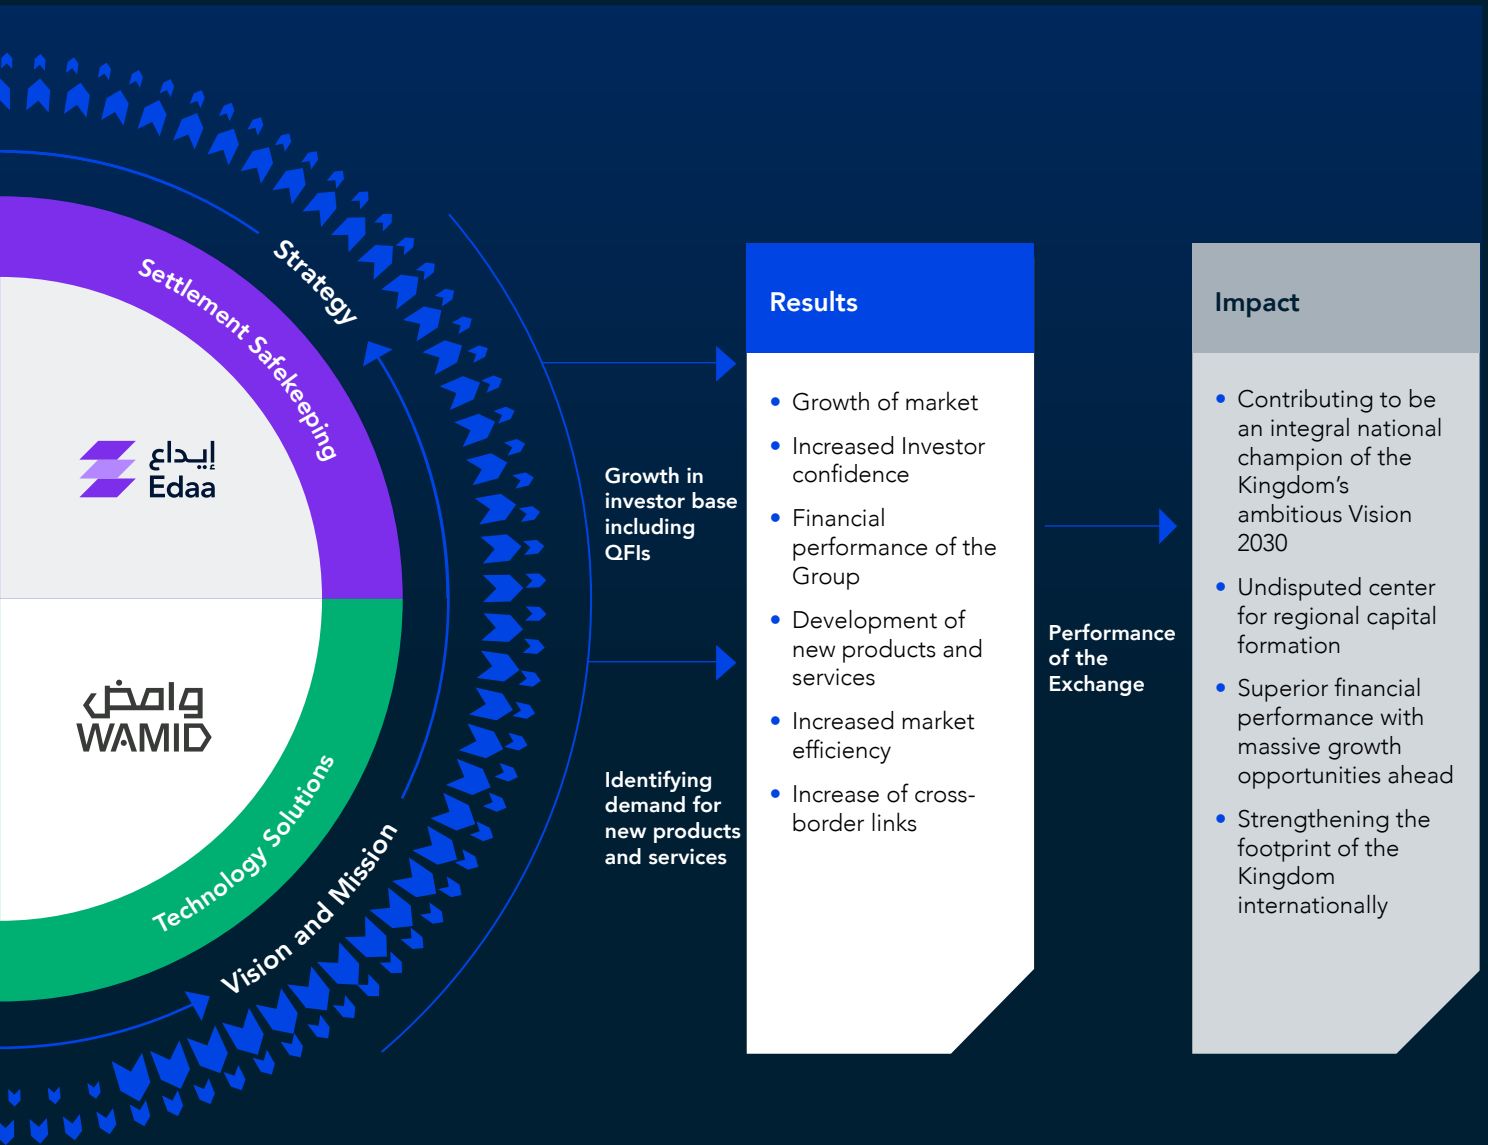 Strategy
Settlement Safekeeping
إيداع
Edaa
وامض
WAMID
Technology Solutions
Vision and Mission
Growth in
investor base
including
QFIs
Identifying
demand for
new products
and services
Results
• Growth of market
• Increased Investor
confidence
• Financial
performance of the
Group
• Development of
new products and
services
• Increased market
efficiency
• Increase of cross-
border links
Performance
of the
Exchange
Impact
• Contributing to be
an integral national
champion of the
Kingdom’s
ambitious Vision
2030
• Undisputed center
for regional capital
formation
• Superior financial
performance with
massive growth
opportunities ahead
• Strengthening the
footprint of the
Kingdom
internationally